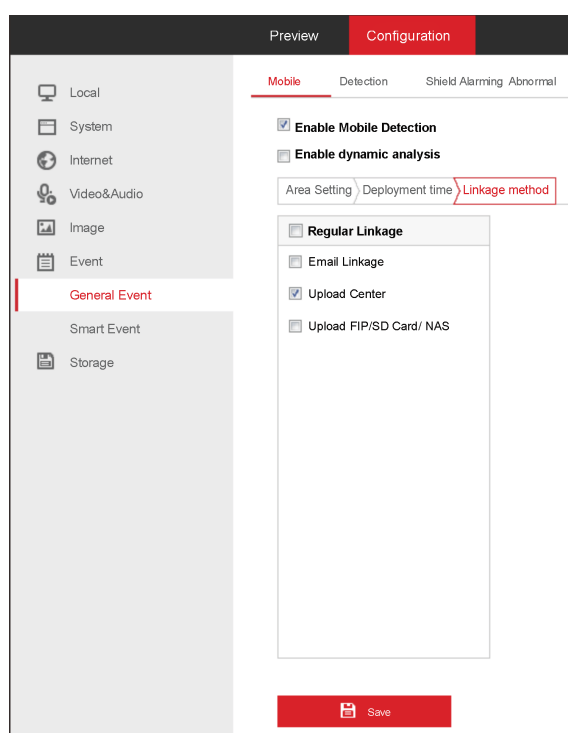 Preview Configuration
Mobile Detection Shield Alarming Abnormal
Local
System
Internet
Video&Audio
Image
Event
General Event
Smart Event
Storage
Enable Mobile Detection
Enable dynamic analysis
Area Setting Deployment time Linkage method
Regular Linkage
Email Linkage
Upload Center
Upload FIP/SD Card/ NAS
Save